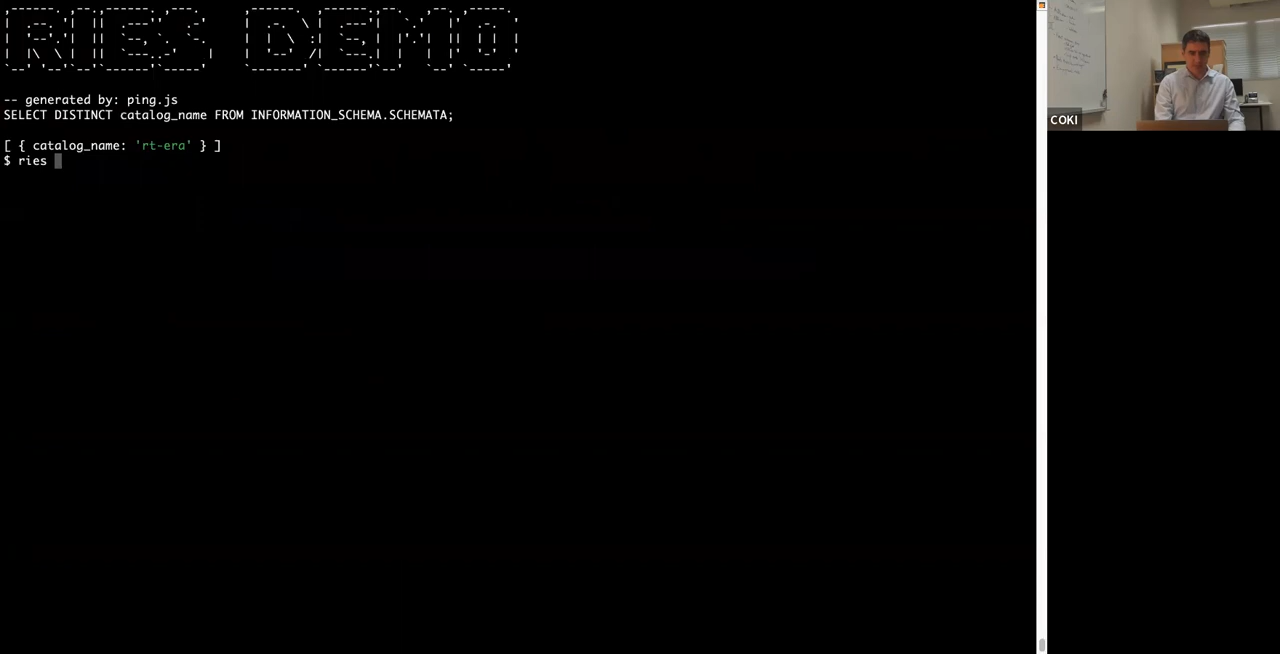 RIES DEMO
-- generated by: ping.js
SELECT DISTINCT catalog_name FROM INFORMATION_SCHEMA.SCHEMATA;
[ { catalog_name: 'rt-era' } ]
$ ries
COKI